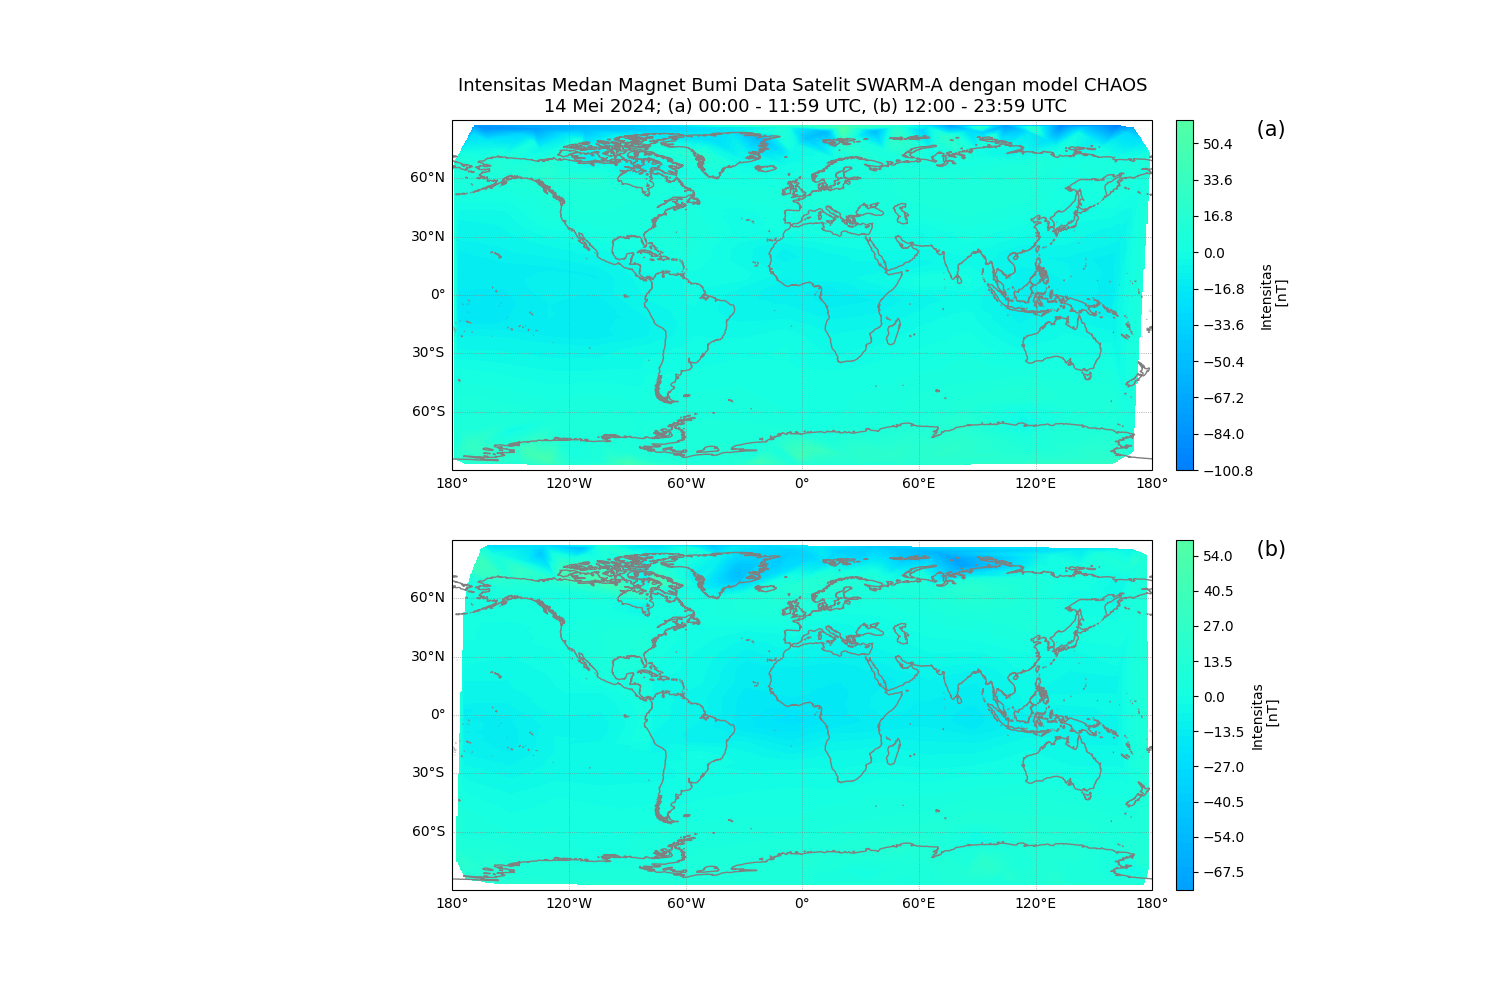 Intensitas Medan Magnet Bumi Data Satelit SWARM-A dengan model CHAOS
14 Mei 2024; (a) 00:00 - 11:59 UTC, (b) 12:00 - 23:59 UTC
(a)
60°N
30°N
0°
30°S
60°S
180°
120°W
60°W
0°
60°E
120°E
180°
50.4
33.6
16.8
0.0
−16.8
−33.6
−50.4
−67.2
−84.0
−100.8
Intensitas
[nT]
(b)
60°N
30°N
0°
30°S
60°S
180°
120°W
60°W
0°
60°E
120°E
180°
54.0
40.5
27.0
13.5
0.0
−13.5
−27.0
−40.5
−54.0
−67.5
Intensitas
[nT]